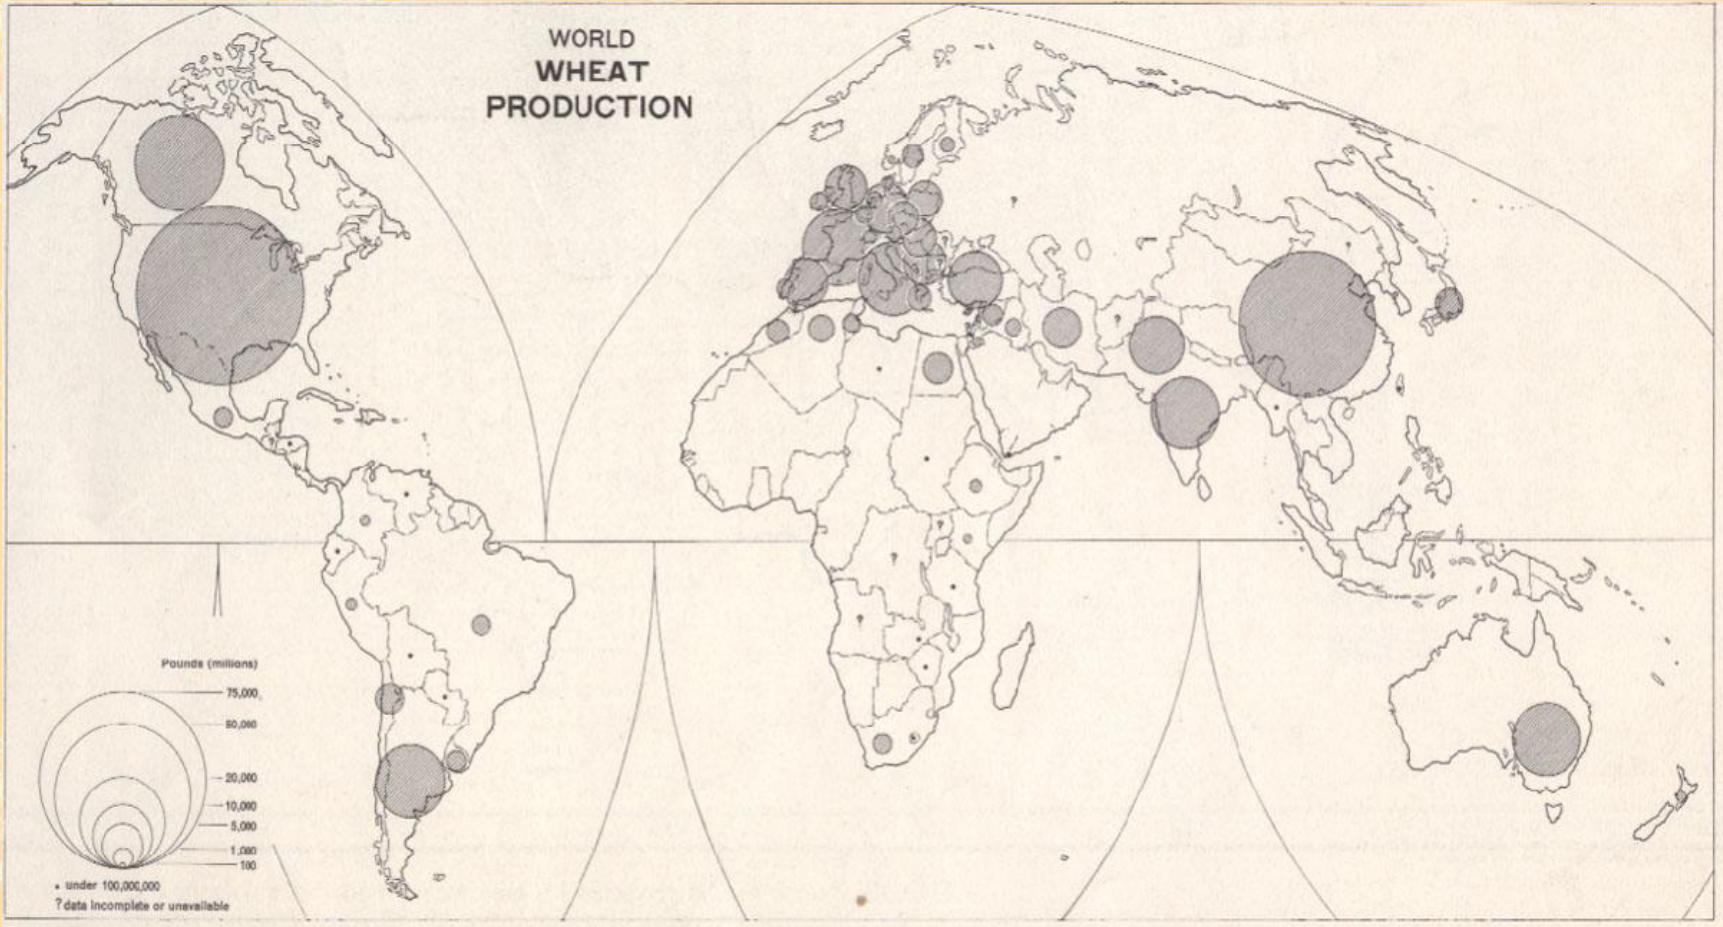 WORLD
WHEAT
PRODUCTION
?
?
?
?
?
?
Pounds (millions)
75,000
50,000
20,000
10,000
5,000
1,000
100
. under 100,000,000
? data incomplete or unavailable